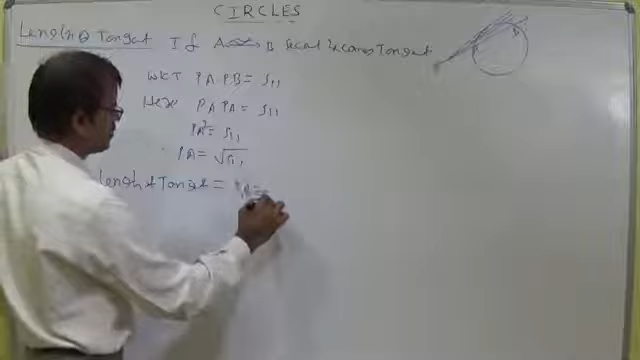 CIRCLES
Length of Tangent If A B Secant becomes Tangent
WKT PA.PB = S11
Here PA PA = S11
PA² = S11
PA = √S11
Length of Tangent = PA =